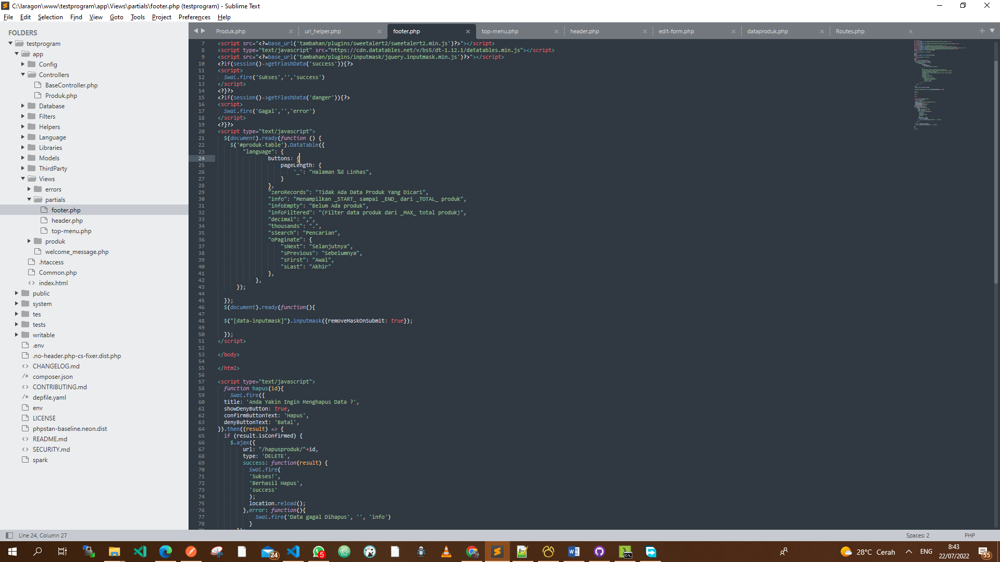 C:\laragon\www\testprogram\app\Views\partials\footer.php (testprogram) - Sublime Text
File Edit Selection Find View Goto Tools Project Preferences Help
FOLDERS
testprogram
app
Config
Controllers
BaseController.php
Produk.php
Database
Filters
Helpers
Language
Libraries
Models
ThirdParty
Views
errors
partials
footer.php
header.php
top-menu.php
produk
welcome_message.php
.htaccess
Common.php
<> index.html
public
system
tes
tests
writable
.env
.no-header.php-cs-fixer.dist.php
<> CHANGELOG.md
/* composer.json
<> CONTRIBUTING.md
/* depfile.yaml
env
LICENSE
phpstan-baseline.neon.dist
<> README.md
<> SECURITY.md
spark
Produk.php × url_helper.php × footer.php × top-menu.php × header.php × edit-form.php × dataproduk.php × Routes.php ×
7 <script src="<?=base_url('tambahan/plugins/sweetalert2/sweetalert2.min.js')?>"></script>
8 <script type="text/javascript" src="https://cdn.datatables.net/v/bs5/dt-1.12.1/datatables.min.js"></script>
9 <script src="<?=base_url('tambahan/plugins/inputmask/jquery.inputmask.min.js')?>"></script>
10 <?if(session()->getFlashData('success')){?>
11 <script>
12 Swal.fire('Sukses','','success')
13 </script>
14 <?}?>
15 <?if(session()->getFlashData('danger')){?>
16 <script>
17 Swal.fire('Gagal','','error')
18 </script>
19 <?}?>
20 <script type="text/javascript">
21 $(document).ready(function () {
22 $('#produk-table').DataTable({
23 "language": {
24 buttons: {
25 pageLength: {
26 '_': "Halaman %d Linhas",
27 }
28 },
29 "zeroRecords": "Tidak Ada Data Produk Yang Dicari",
30 "info": "Menampilkan _START_ sampai _END_ dari _TOTAL_ produk",
31 "infoEmpty": "Belum Ada produk",
32 "infoFiltered": "(Filter data produk dari _MAX_ total produk)",
33 "decimal": ",",
34 "thousands": ".",
35 "sSearch": "Pencarian",
36 "oPaginate": {
37 "sNext": "Selanjutnya",
38 "sPrevious": "Sebelumnya",
39 "sFirst": "Awal",
40 "sLast": "Akhir"
41 },
42 },
43 });
44
45 });
46 $(document).ready(function(){
47
48 $("[data-inputmask]").inputmask({removeMaskOnSubmit: true});
49
50 });
51 </script>
52
53 </body>
54
55 </html>
56
57 <script type="text/javascript">
58 function hapus(id){
59 Swal.fire({
60 title: 'Anda Yakin Ingin Menghapus Data ?',
61 showDenyButton: true,
62 confirmButtonText: 'Hapus',
63 denyButtonText: 'Batal',
64 }).then((result) => {
65 if (result.isConfirmed) {
66 $.ajax({
67 url: "/hapusproduk/"+id,
68 type: 'DELETE',
69 success: function(result) {
70 Swal.fire(
71 'Sukses!',
72 'Berhasil Hapus',
73 'success'
74 );
75 location.reload();
76 },error: function(){
77 Swal.fire('Data gagal Dihapus', '', 'info')
78 }
Line 24, Column 27 Spaces: 2 PHP
24 5 28°C Cerah ENG 8:43 22/07/2022 55